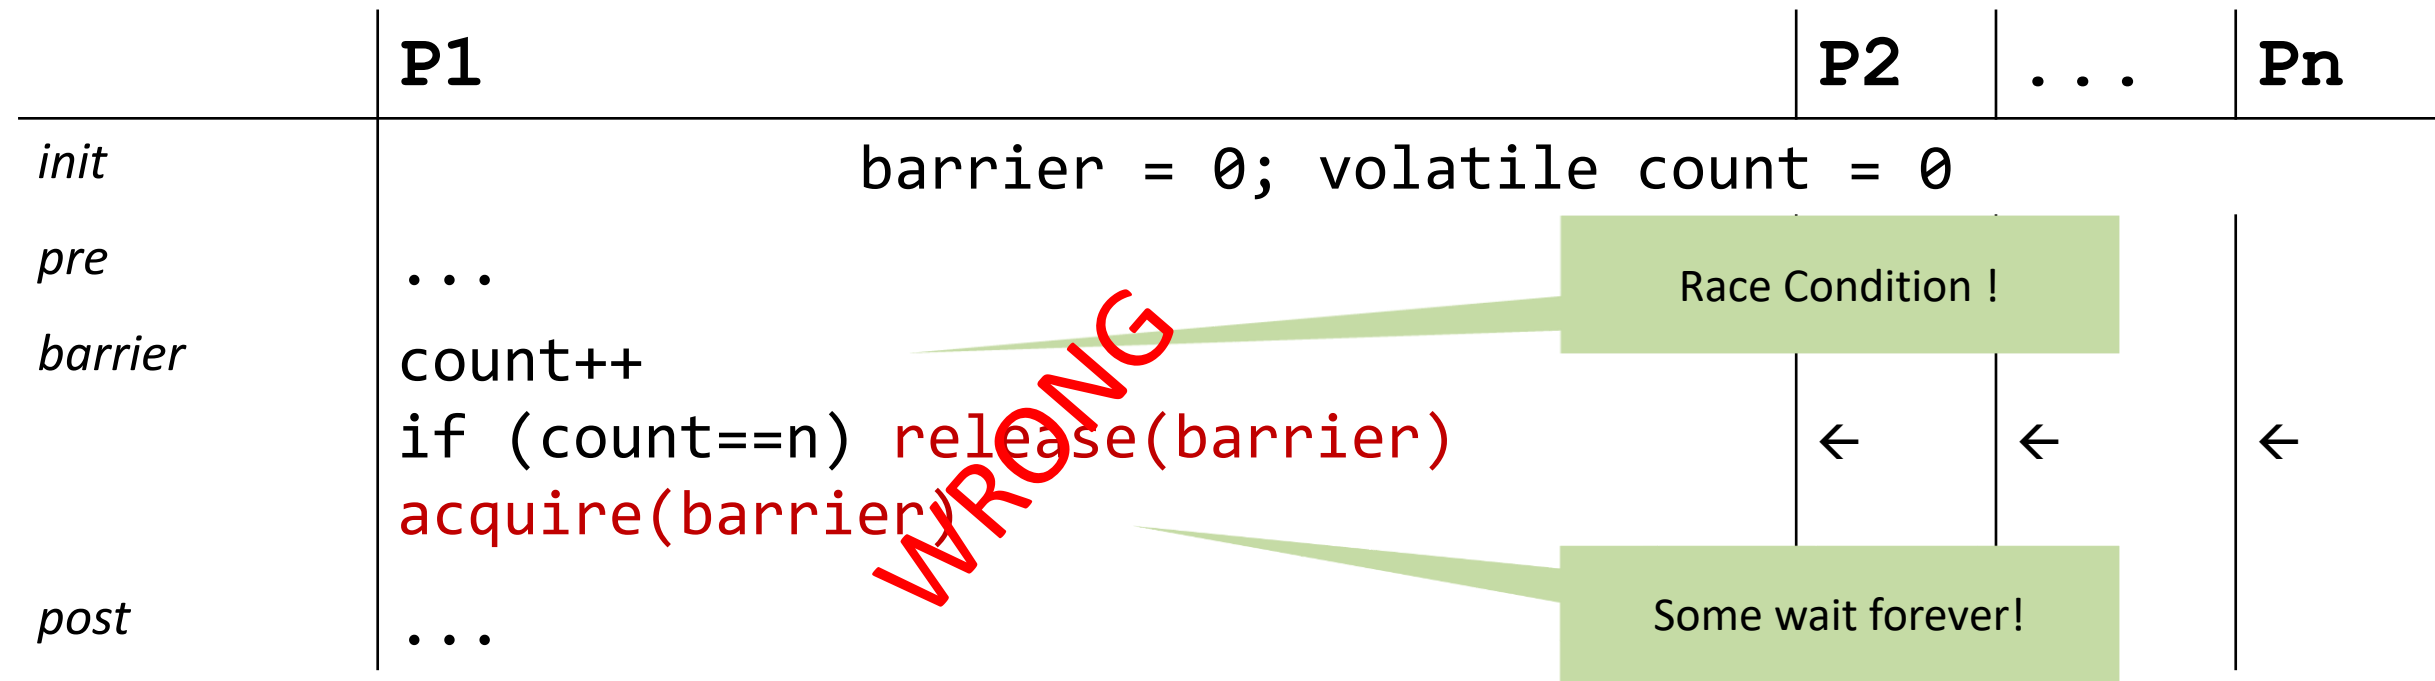 P1 P2 ... Pn
init barrier = 0; volatile count = 0
pre ...
Race Condition !
barrier count++
if (count==n) release(barrier) ← ← ←
acquire(barrier)
WRONG
Some wait forever!
post ...